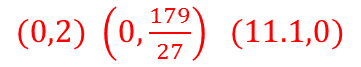 (0,2) (0, 179/27) (11.1,0)